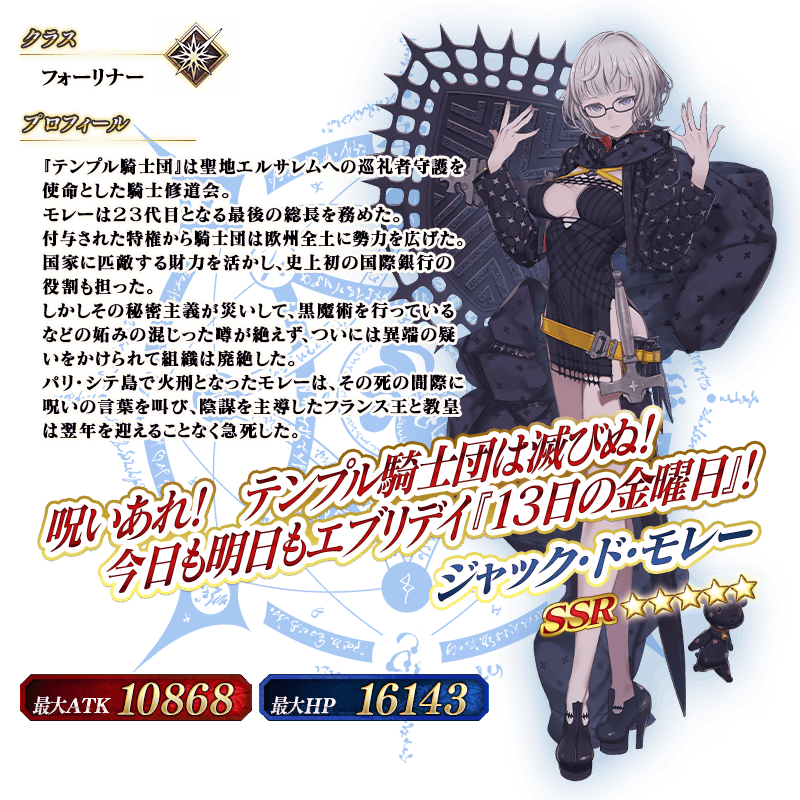 クラス
フォーリナー
プロフィール
『テンプル騎士団』は聖地エルサレムへの巡礼者守護を
使命とした騎士修道会。
モレーは２３代目となる最後の総長を務めた。
付与された特権から騎士団は欧州全土に勢力を広げた。
国家に匹敵する財力を活かし、史上初の国際銀行の
役割も担った。
しかしその秘密主義が災いして、黒魔術を行っている
などの妬みの混じった噂が絶えず、ついには異端の疑
いをかけられて組織は廃絶した。
パリ・シテ島で火刑となったモレーは、その死の間際に
呪いの言葉を叫び、陰謀を主導したフランス王と教皇
は翌年を迎えることなく急死した。
呪いあれ！　テンプル騎士団は滅びぬ！
今日も明日もエブリデイ『13日の金曜日』！
ジャック・ド・モレー
SSR
最大ATK 10868
最大HP 16143